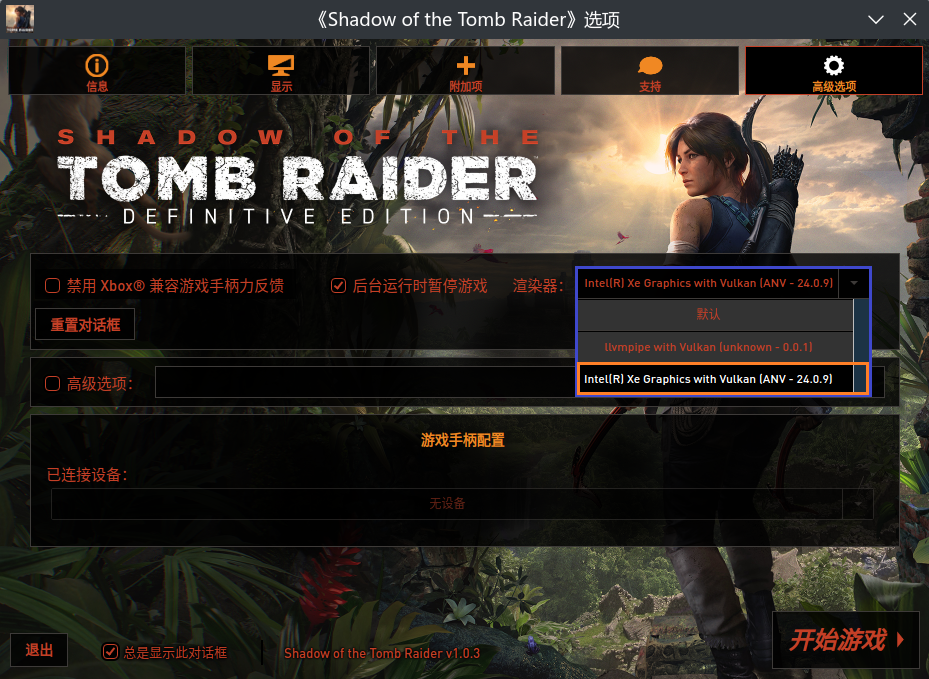 《Shadow of the Tomb Raider》选项
信息
显示
附加项
支持
高级选项
SHADOW OF THE
TOMB RAIDER
DEFINITIVE EDITION
禁用 Xbox® 兼容游戏手柄力反馈
后台运行时暂停游戏
渲染器：
Intel(R) Xe Graphics with Vulkan (ANV - 24.0.9)
默认
llvmpipe with Vulkan (unknown - 0.0.1)
Intel(R) Xe Graphics with Vulkan (ANV - 24.0.9)
重置对话框
高级选项：
游戏手柄配置
已连接设备：
无设备
退出
总是显示此对话框
Shadow of the Tomb Raider v1.0.3
开始游戏